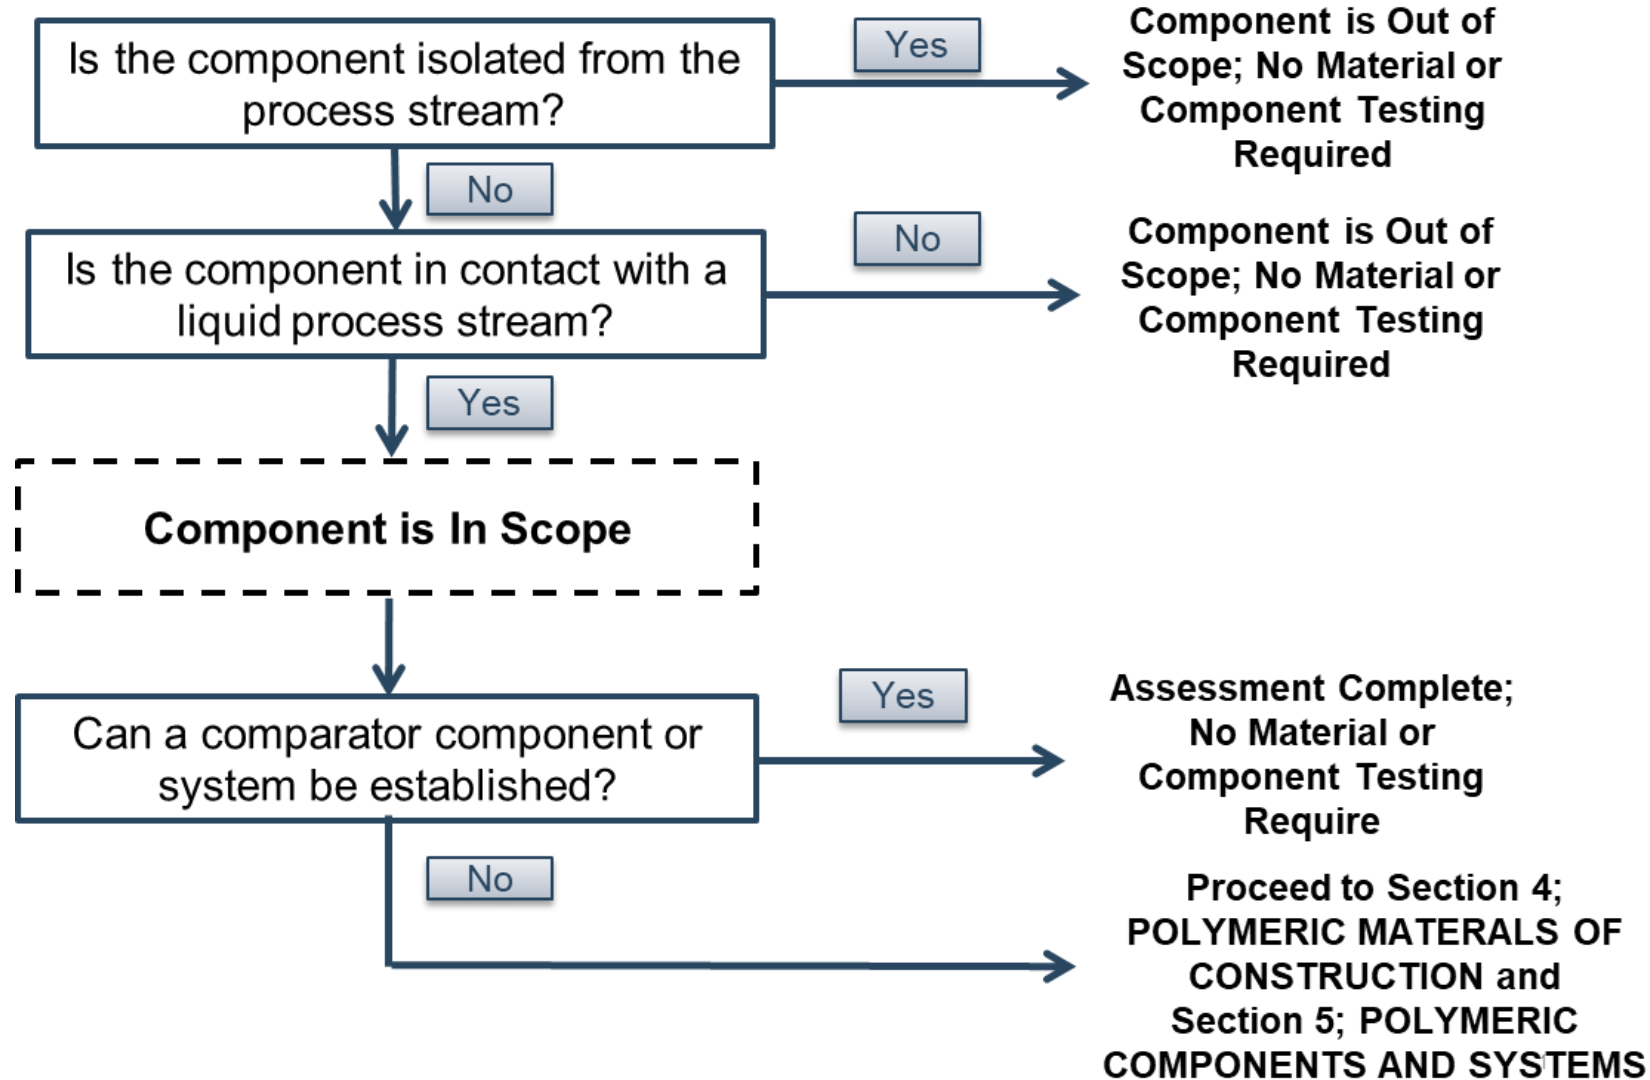 Is the component isolated from the
process stream?
Yes
Component is Out of
Scope; No Material or
Component Testing
Required
No
Is the component in contact with a
liquid process stream?
No
Component is Out of
Scope; No Material or
Component Testing
Required
Yes
Component is In Scope
Can a comparator component or
system be established?
Yes
Assessment Complete;
No Material or
Component Testing
Require
No
Proceed to Section 4;
POLYMERIC MATERALS OF
CONSTRUCTION and
Section 5; POLYMERIC
COMPONENTS AND SYSTEMS